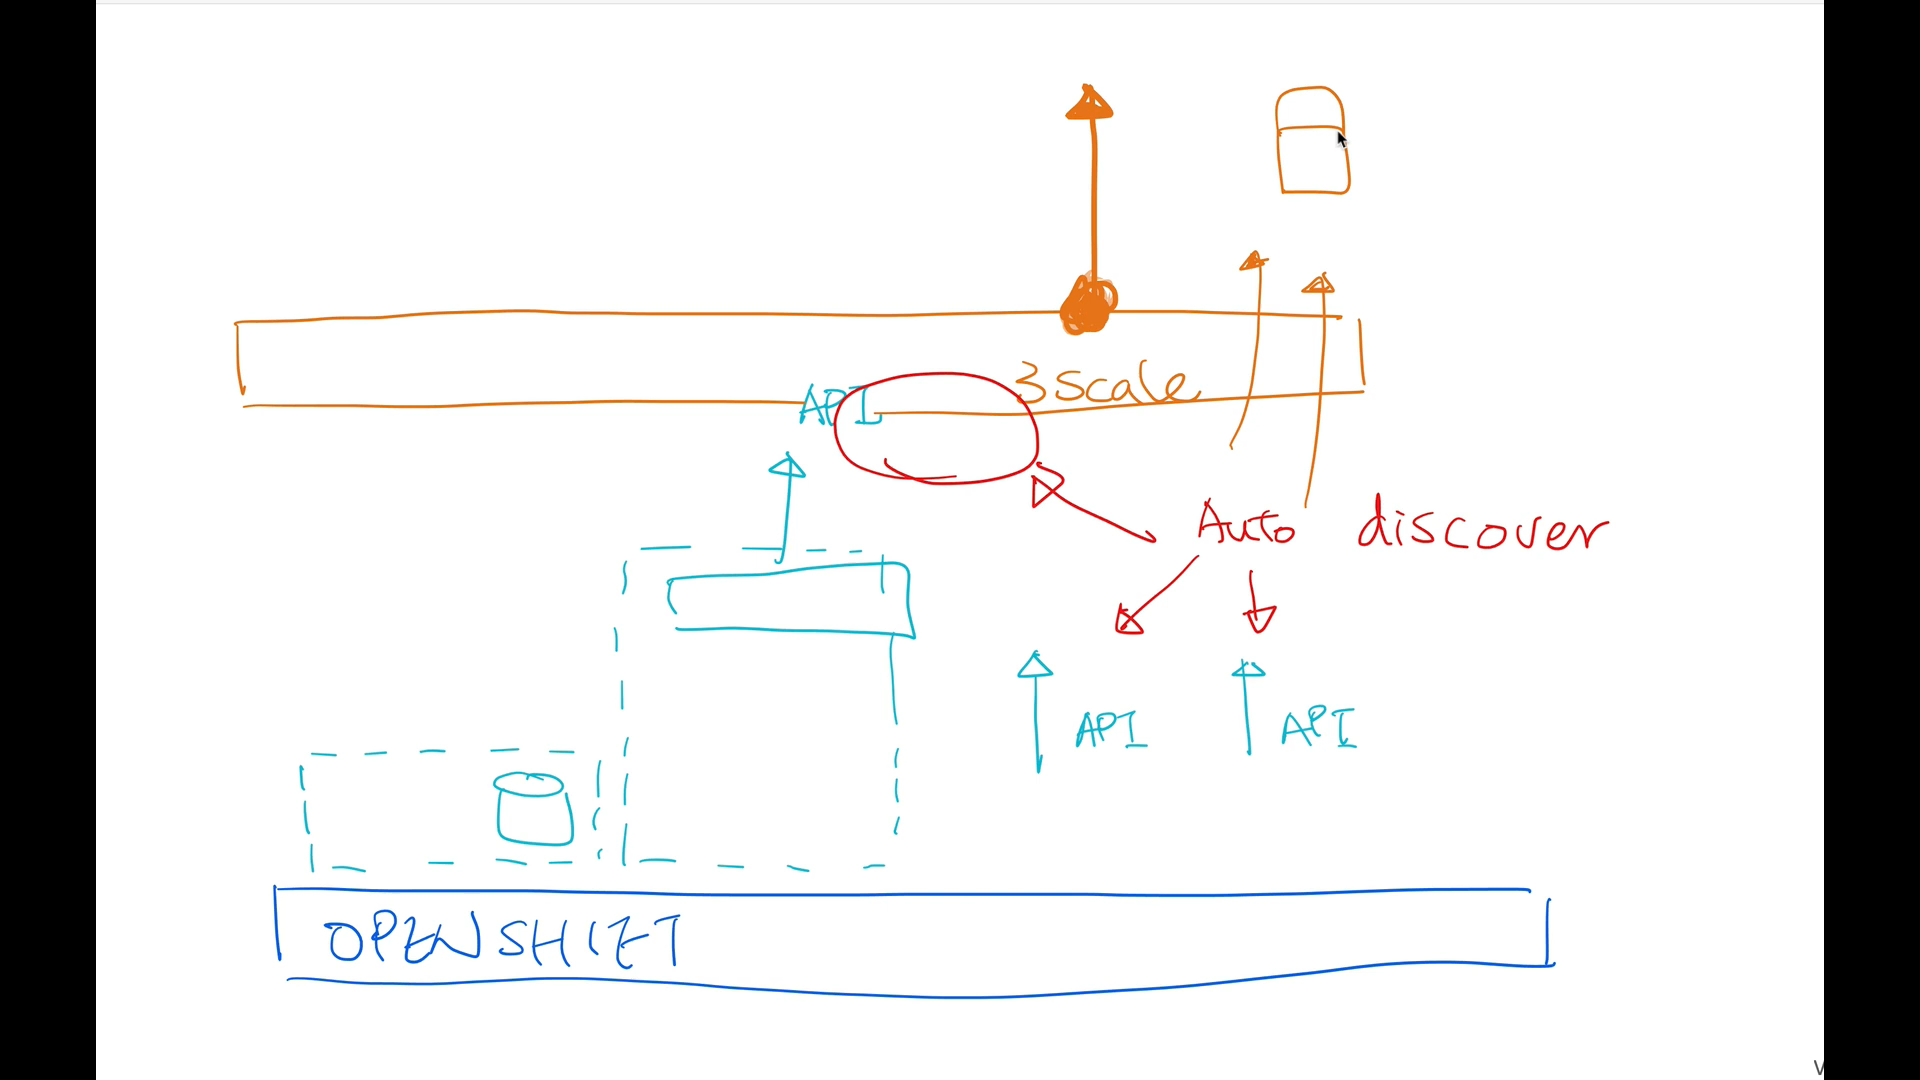 3scale
API
Auto discover
API API
OPENSHIFT
V